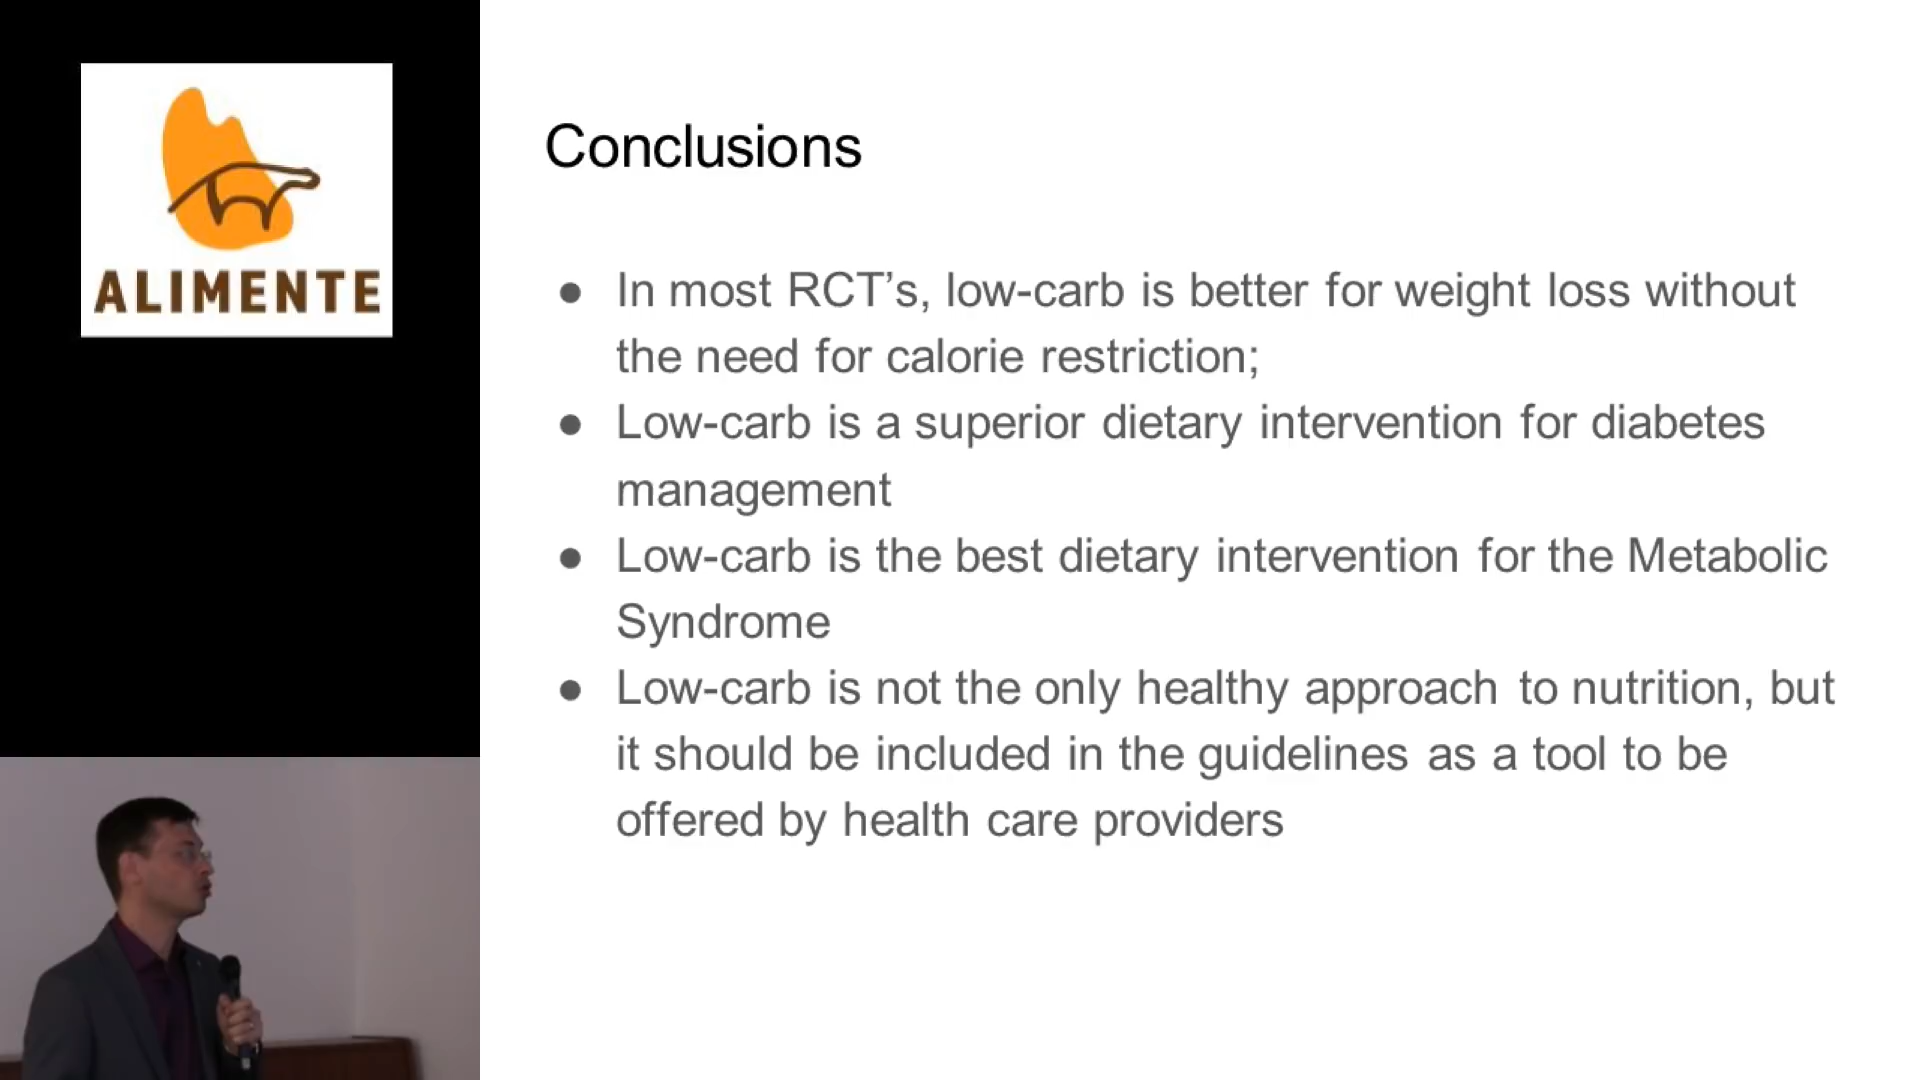 ALIMENTE
Conclusions
● In most RCT’s, low-carb is better for weight loss without
the need for calorie restriction;
● Low-carb is a superior dietary intervention for diabetes
management
● Low-carb is the best dietary intervention for the Metabolic
Syndrome
● Low-carb is not the only healthy approach to nutrition, but
it should be included in the guidelines as a tool to be
offered by health care providers